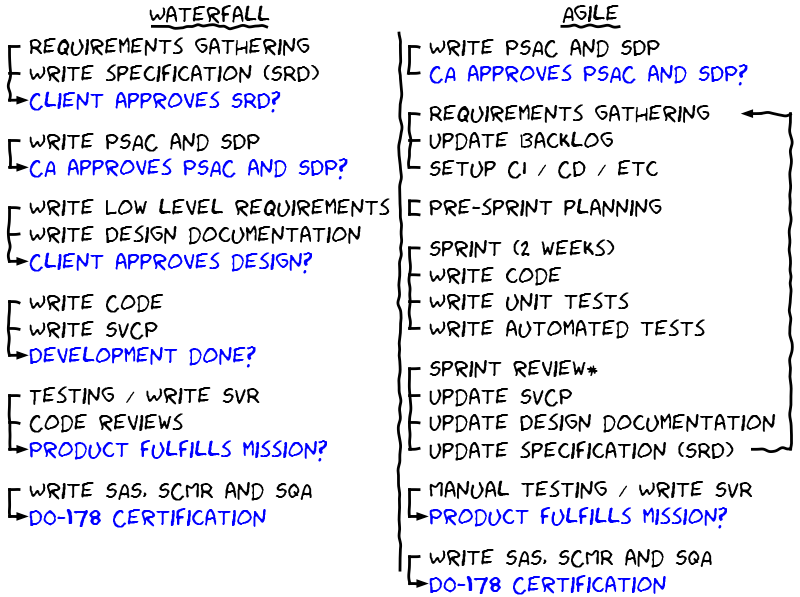 WATERFALL
REQUIREMENTS GATHERING
WRITE SPECIFICATION (SRD)
CLIENT APPROVES SRD?
WRITE PSAC AND SDP
CA APPROVES PSAC AND SDP?
WRITE LOW LEVEL REQUIREMENTS
WRITE DESIGN DOCUMENTATION
CLIENT APPROVES DESIGN?
WRITE CODE
WRITE SVCP
DEVELOPMENT DONE?
TESTING / WRITE SVR
CODE REVIEWS
PRODUCT FULFILLS MISSION?
WRITE SAS, SCMR AND SQA
DO-178 CERTIFICATION
AGILE
WRITE PSAC AND SDP
CA APPROVES PSAC AND SDP?
REQUIREMENTS GATHERING
UPDATE BACKLOG
SETUP CI / CD / ETC
PRE-SPRINT PLANNING
SPRINT (2 WEEKS)
WRITE CODE
WRITE UNIT TESTS
WRITE AUTOMATED TESTS
SPRINT REVIEW*
UPDATE SVCP
UPDATE DESIGN DOCUMENTATION
UPDATE SPECIFICATION (SRD)
MANUAL TESTING / WRITE SVR
PRODUCT FULFILLS MISSION?
WRITE SAS, SCMR AND SQA
DO-178 CERTIFICATION